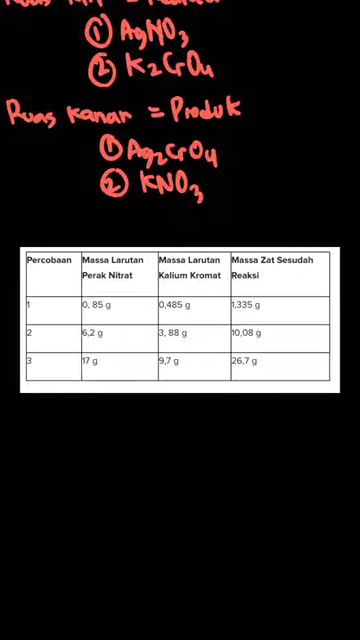 ① AgNO3
② K2CrO4
Ruas Kanan = Produk
① Ag2CrO4
② KNO3
Percobaan Massa Larutan Perak Nitrat Massa Larutan Kalium Kromat Massa Zat Sesudah Reaksi
1 0, 85 g 0,485 g 1,335 g
2 6,2 g 3, 88 g 10,08 g
3 17 g 9,7 g 26,7 g